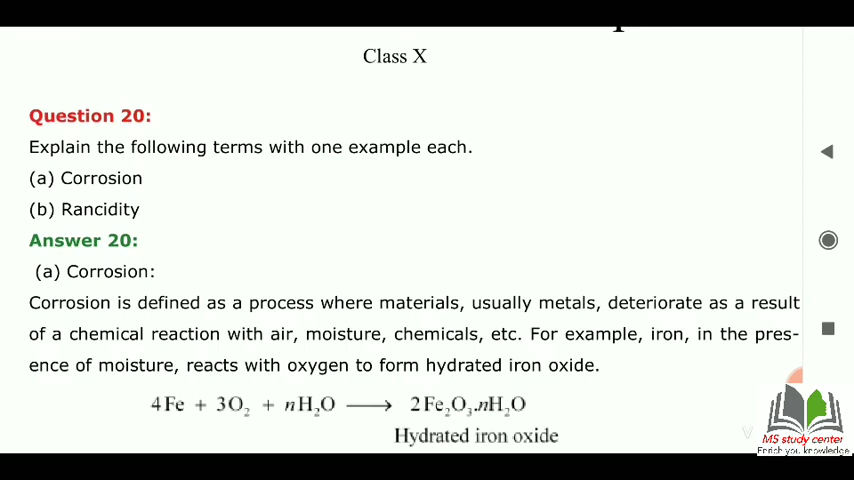 Class X
Question 20:
Explain the following terms with one example each.
(a) Corrosion
(b) Rancidity
Answer 20:
(a) Corrosion:
Corrosion is defined as a process where materials, usually metals, deteriorate as a result
of a chemical reaction with air, moisture, chemicals, etc. For example, iron, in the pres-
ence of moisture, reacts with oxygen to form hydrated iron oxide.
4Fe + 3O₂ + nH₂O ⟶ 2Fe₂O₃.nH₂O
Hydrated iron oxide
MS study center
Enrich you knowledge